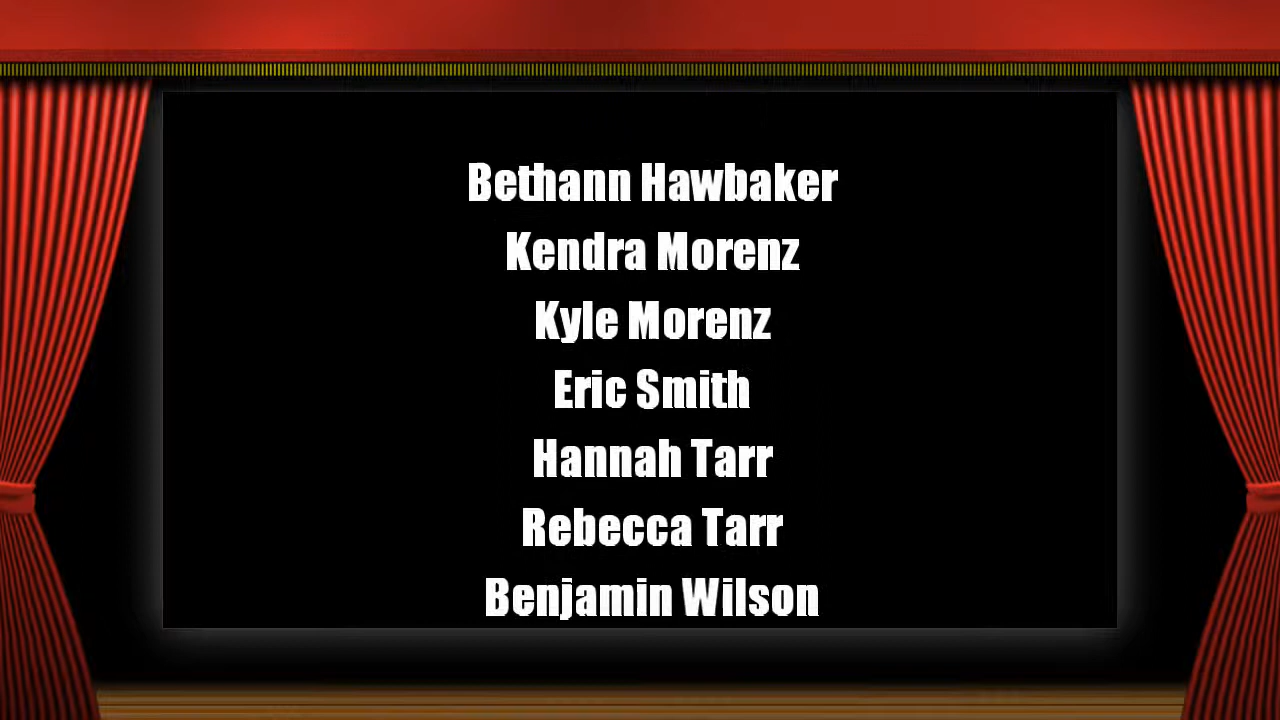 Bethann Hawbaker
Kendra Morenz
Kyle Morenz
Eric Smith
Hannah Tarr
Rebecca Tarr
Benjamin Wilson